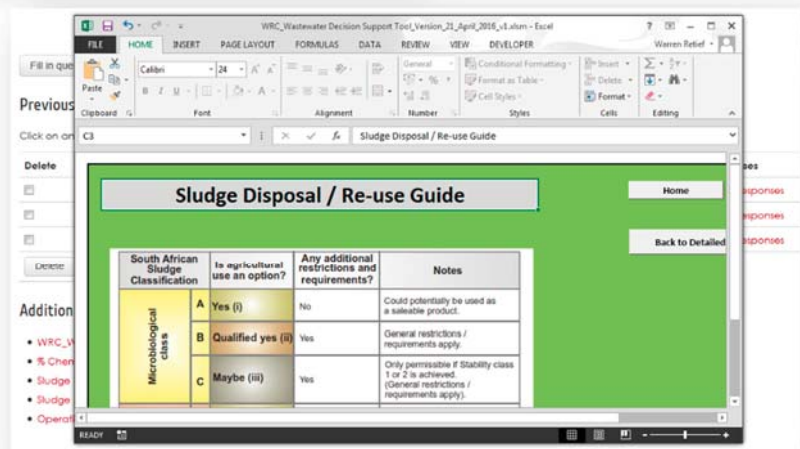 WRC_Wastewater Decision Support Tool_Version_21_April_2016_v1.xlsm - Excel
FILE HOME INSERT PAGE LAYOUT FORMULAS DATA REVIEW VIEW DEVELOPER Warren Retief
Calibri 24 General Conditional Formatting Insert
Paste B I U % Format as Table Delete
Cell Styles Format
Clipboard Font Alignment Number Styles Cells Editing
C3 fx Sludge Disposal / Re-use Guide
Sludge Disposal / Re-use Guide
Home
Back to Detailed
South African Sludge Classification
Is agricultural use an option?
Any additional restrictions and requirements?
Notes
Microbiological class
A Yes (i) No Could potentially be used as
a saleable product.
B Qualified yes (ii) Yes General restrictions /
requirements apply.
C Maybe (iii) Yes Only permissible if Stability class
1 or 2 is achieved.
(General restrictions /
requirements apply).
READY
Fill in que
Previous
Click on an
Delete
Delete
Addition
• WRC_W
• % Chen
• Sludge
• Sludge
• Operati
ses
esponses
esponses
esponses